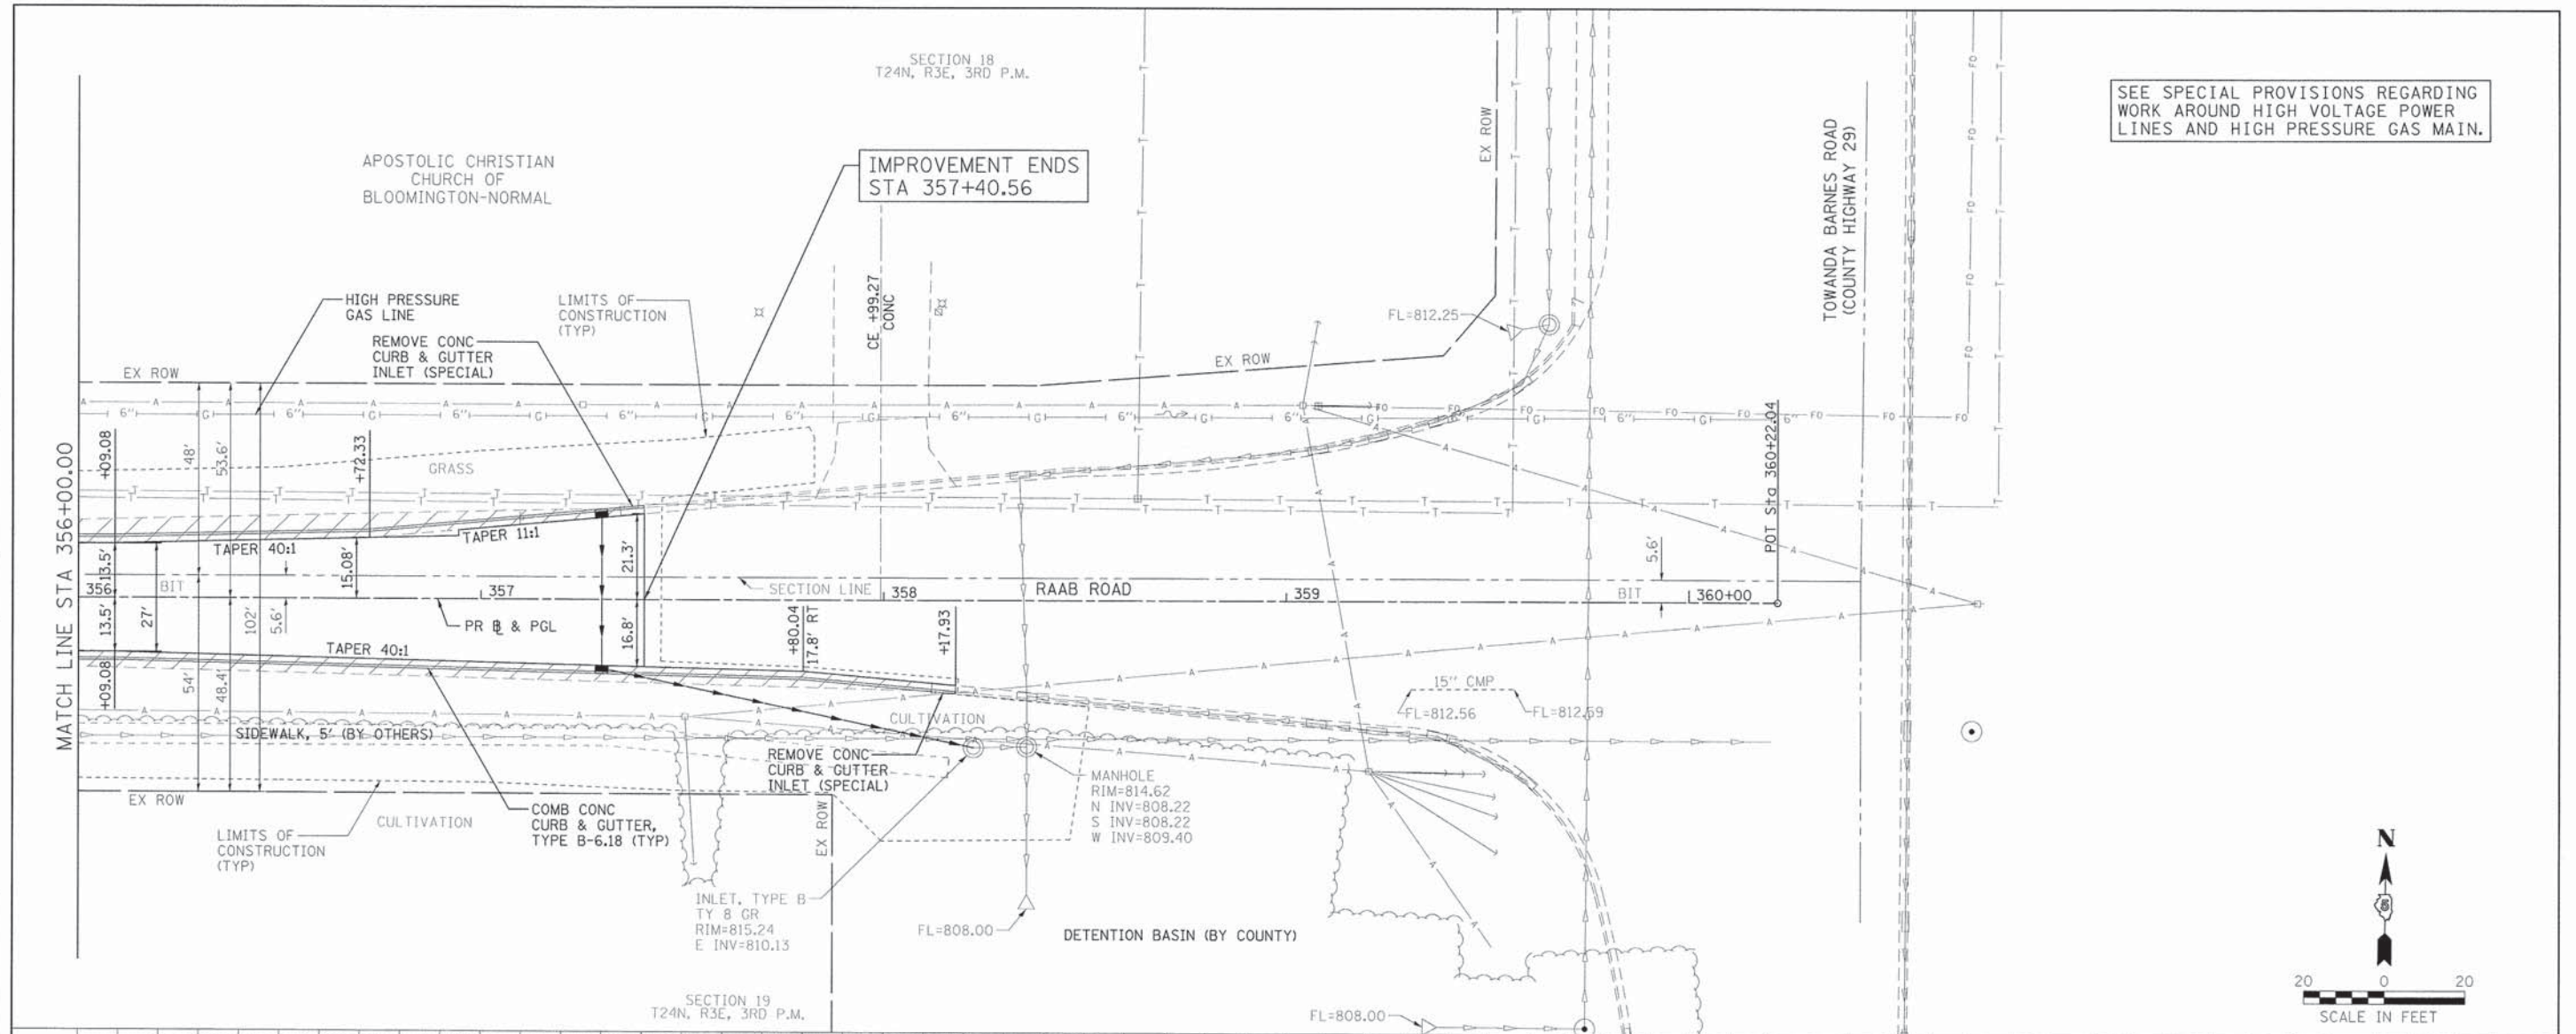 SECTION 18
T24N, R3E, 3RD P.M.
SEE SPECIAL PROVISIONS REGARDING
WORK AROUND HIGH VOLTAGE POWER
LINES AND HIGH PRESSURE GAS MAIN.
APOSTOLIC CHRISTIAN
CHURCH OF
BLOOMINGTON-NORMAL
IMPROVEMENT ENDS
STA 357+40.56
EX ROW
TOWANDA BARNES ROAD
(COUNTY HIGHWAY 29)
HIGH PRESSURE
GAS LINE
LIMITS OF
CONSTRUCTION
(TYP)
REMOVE CONC
CURB & GUTTER
INLET (SPECIAL)
CE +99.27
CONC
FL=812.25
EX ROW
EX ROW
MATCH LINE STA 356+00.00
+09.08
48'
53.6'
+72.33
GRASS
POT Sta 360+22.04
TAPER 40:1
TAPER 11:1
13.5'
15.08'
21.3'
5.6'
356
BIT
357
SECTION LINE
358
RAAB ROAD
359
BIT
360+00
13.5'
27'
102'
5.6'
PR BL & PGL
16.8'
+80.04
17.8' RT
+17.93
TAPER 40:1
+09.08
54'
48.4'
15" CMP
FL=812.56
FL=812.59
SIDEWALK, 5' (BY OTHERS)
CULTIVATION
REMOVE CONC
CURB & GUTTER
INLET (SPECIAL)
MANHOLE
RIM=814.62
N INV=808.22
S INV=808.22
W INV=809.40
EX ROW
LIMITS OF
CONSTRUCTION
(TYP)
CULTIVATION
COMB CONC
CURB & GUTTER,
TYPE B-6.18 (TYP)
EX ROW
INLET, TYPE B
TY 8 GR
RIM=815.24
E INV=810.13
FL=808.00
DETENTION BASIN (BY COUNTY)
SECTION 19
T24N, R3E, 3RD P.M.
FL=808.00
N
20 0 20
SCALE IN FEET